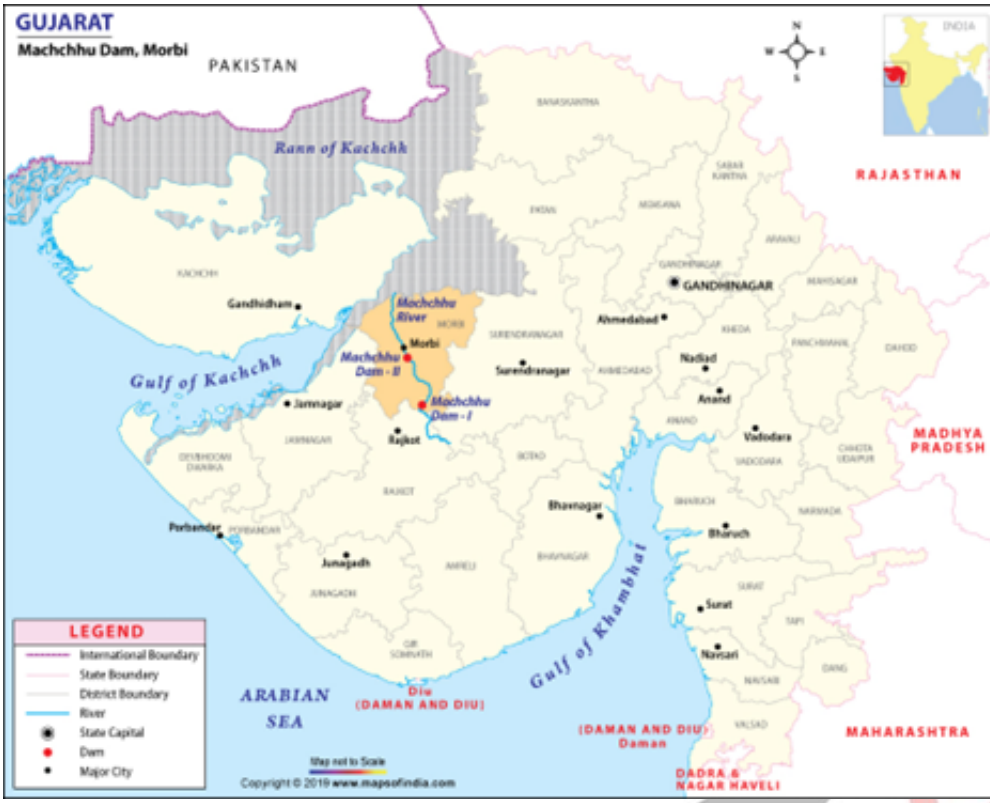 GUJARAT
Machchhu Dam, Morbi
PAKISTAN
N
W
E
S
INDIA
Rann of Kachchh
BANASKANTHA
RAJASTHAN
SABAR
KANTHA
PATAN
MEHSANA
ARAVALI
KACHCHH
GANDHINAGAR
GANDHINAGAR
MAHISAGAR
Gandhidham
Machchhu
River
MORBI
Ahmedabad
KHEDA
SURENDRANAGAR
PANCHMAHAL
DAHOD
Morbi
Machchhu
Dam - II
Nadiad
Surendranagar
AHMEDABAD
Gulf of Kachchh
Anand
Jamnagar
Machchhu
Dam - I
ANAND
Rajkot
Vadodara
MADHYA
PRADESH
JAMNAGAR
DEVBHOOMI
DWARKA
BOTAD
VADODARA
CHHOTA
UDAIPUR
RAJKOT
Bhavnagar
BHARUCH
NARMADA
Porbandar
PORBANDAR
Bharuch
Junagadh
AMRELI
BHAVNAGAR
JUNAGADH
SURAT
Surat
TAPI
Gulf of Khambhat
LEGEND
International Boundary
State Boundary
District Boundary
River
State Capital
Dam
Major City
GIR
SOMNATH
Navsari
NAVSARI
DANG
ARABIAN
SEA
Diu
(DAMAN AND DIU)
(DAMAN AND DIU)
Daman
VALSAD
MAHARASHTRA
Map not to Scale
Copyright © 2019 www.mapsofindia.com
DADRA &
NAGAR HAVELI